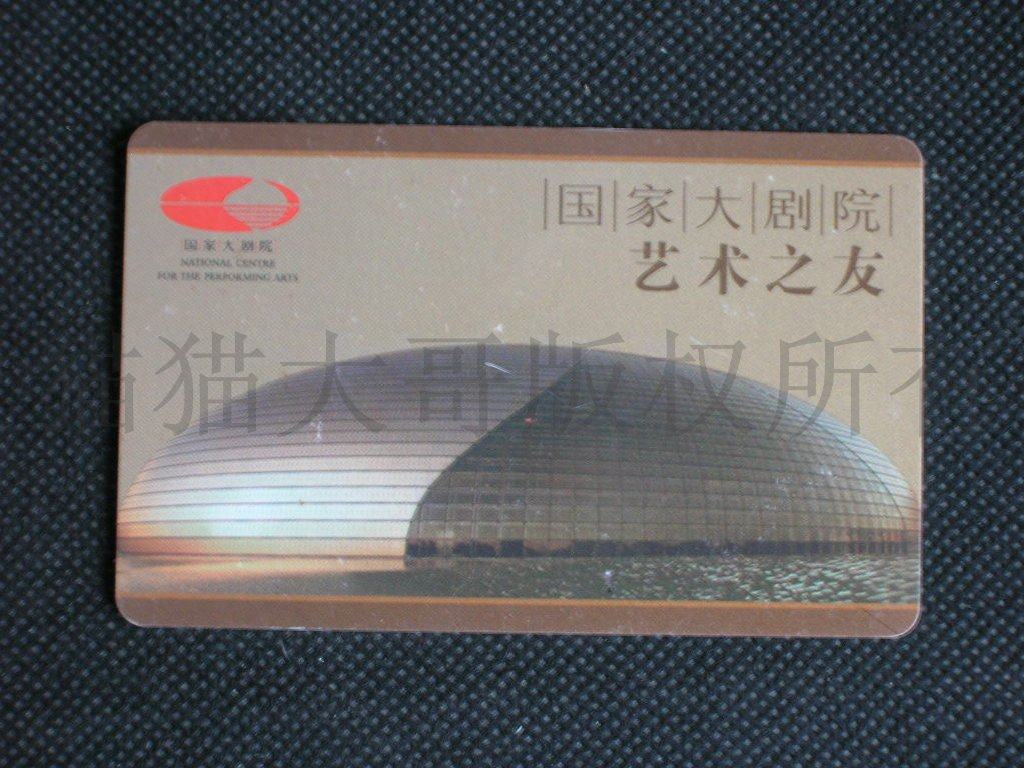 国家大剧院
NATIONAL CENTRE
FOR THE PERFORMING ARTS
国家大剧院
艺术之友
猫大哥版权所